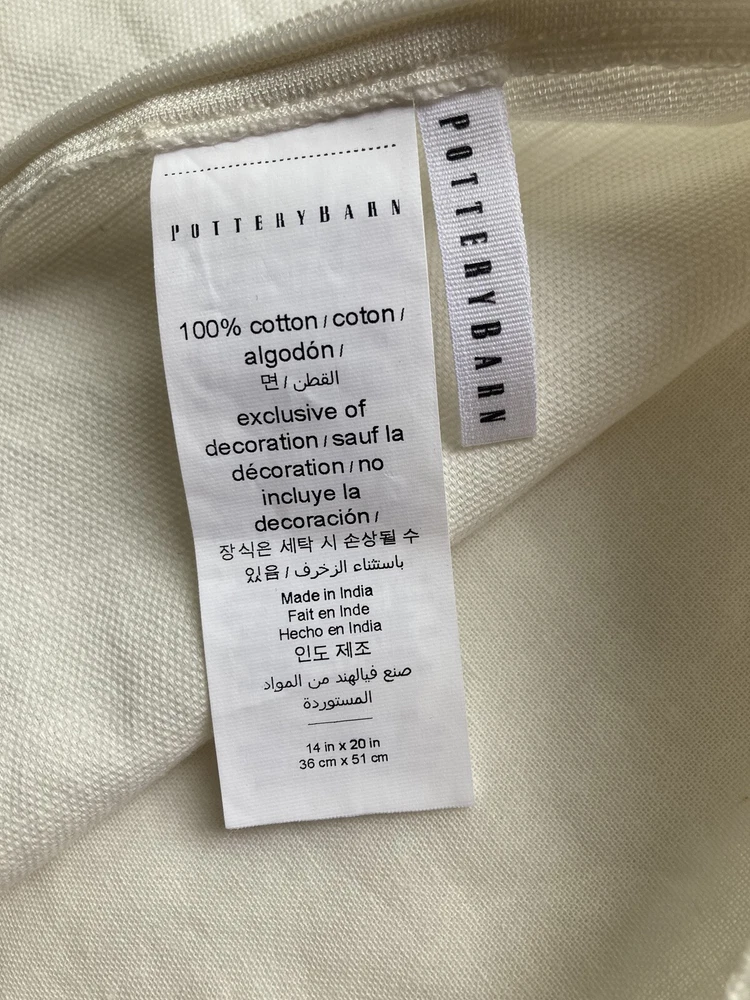 POTTERYBARN
100% cotton / coton /
algodón /
면 / القطن
exclusive of
decoration / sauf la
décoration / no
incluye la
decoración /
장식은 세탁 시 손상될 수
있음 / باستثناء الزخرف
Made in India
Fait en Inde
Hecho en India
인도 제조
صنع فيالهند من المواد
المستوردة
14 in x 20 in
36 cm x 51 cm
POTTERYBARN